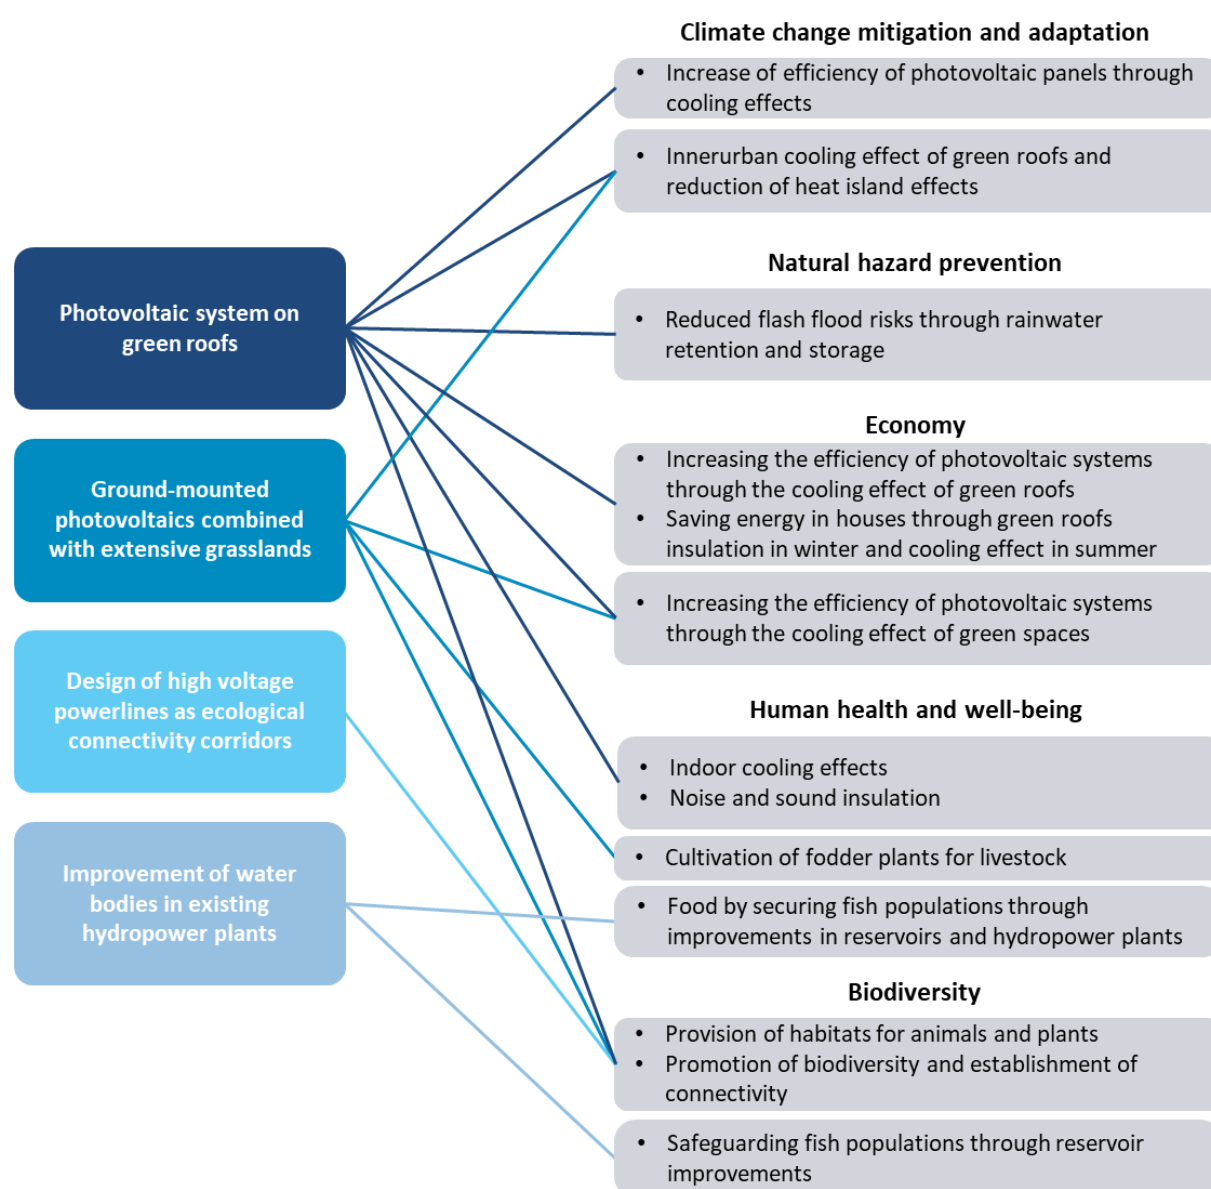 Photovoltaic system on
green roofs
Ground-mounted
photovoltaics combined
with extensive grasslands
Design of high voltage
powerlines as ecological
connectivity corridors
Improvement of water
bodies in existing
hydropower plants
Climate change mitigation and adaptation
• Increase of efficiency of photovoltaic panels through
cooling effects
• Innerurban cooling effect of green roofs and
reduction of heat island effects
Natural hazard prevention
• Reduced flash flood risks through rainwater
retention and storage
Economy
• Increasing the efficiency of photovoltaic systems
through the cooling effect of green roofs
• Saving energy in houses through green roofs
insulation in winter and cooling effect in summer
• Increasing the efficiency of photovoltaic systems
through the cooling effect of green spaces
Human health and well-being
• Indoor cooling effects
• Noise and sound insulation
• Cultivation of fodder plants for livestock
• Food by securing fish populations through
improvements in reservoirs and hydropower plants
Biodiversity
• Provision of habitats for animals and plants
• Promotion of biodiversity and establishment of
connectivity
• Safeguarding fish populations through reservoir
improvements